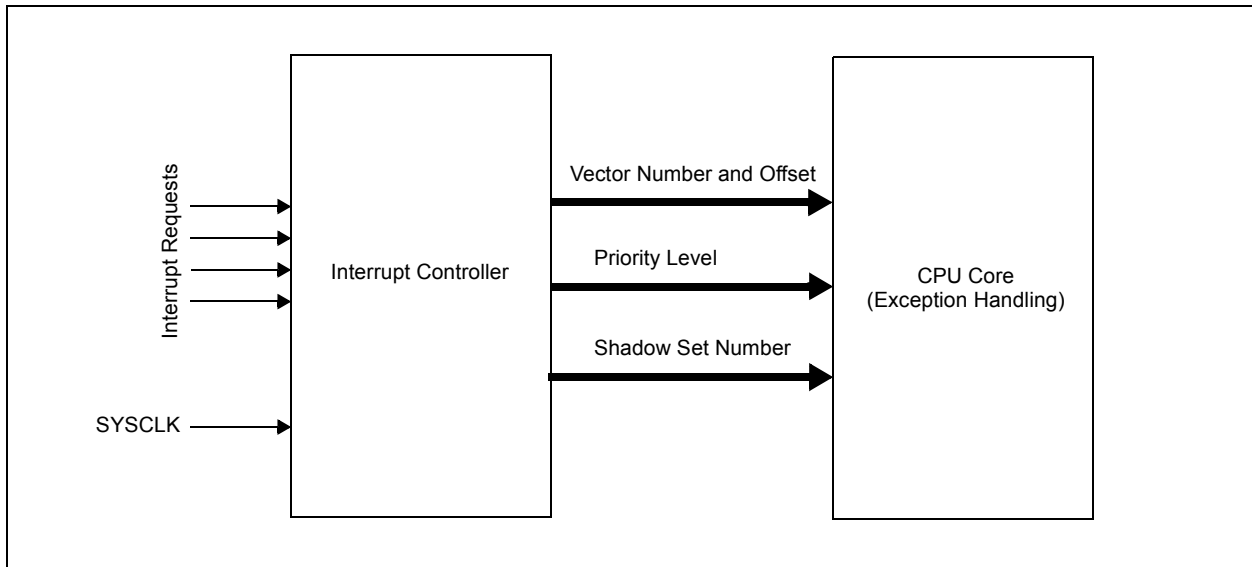 Interrupt Requests
SYSCLK
Interrupt Controller
Vector Number and Offset
Priority Level
Shadow Set Number
CPU Core
(Exception Handling)